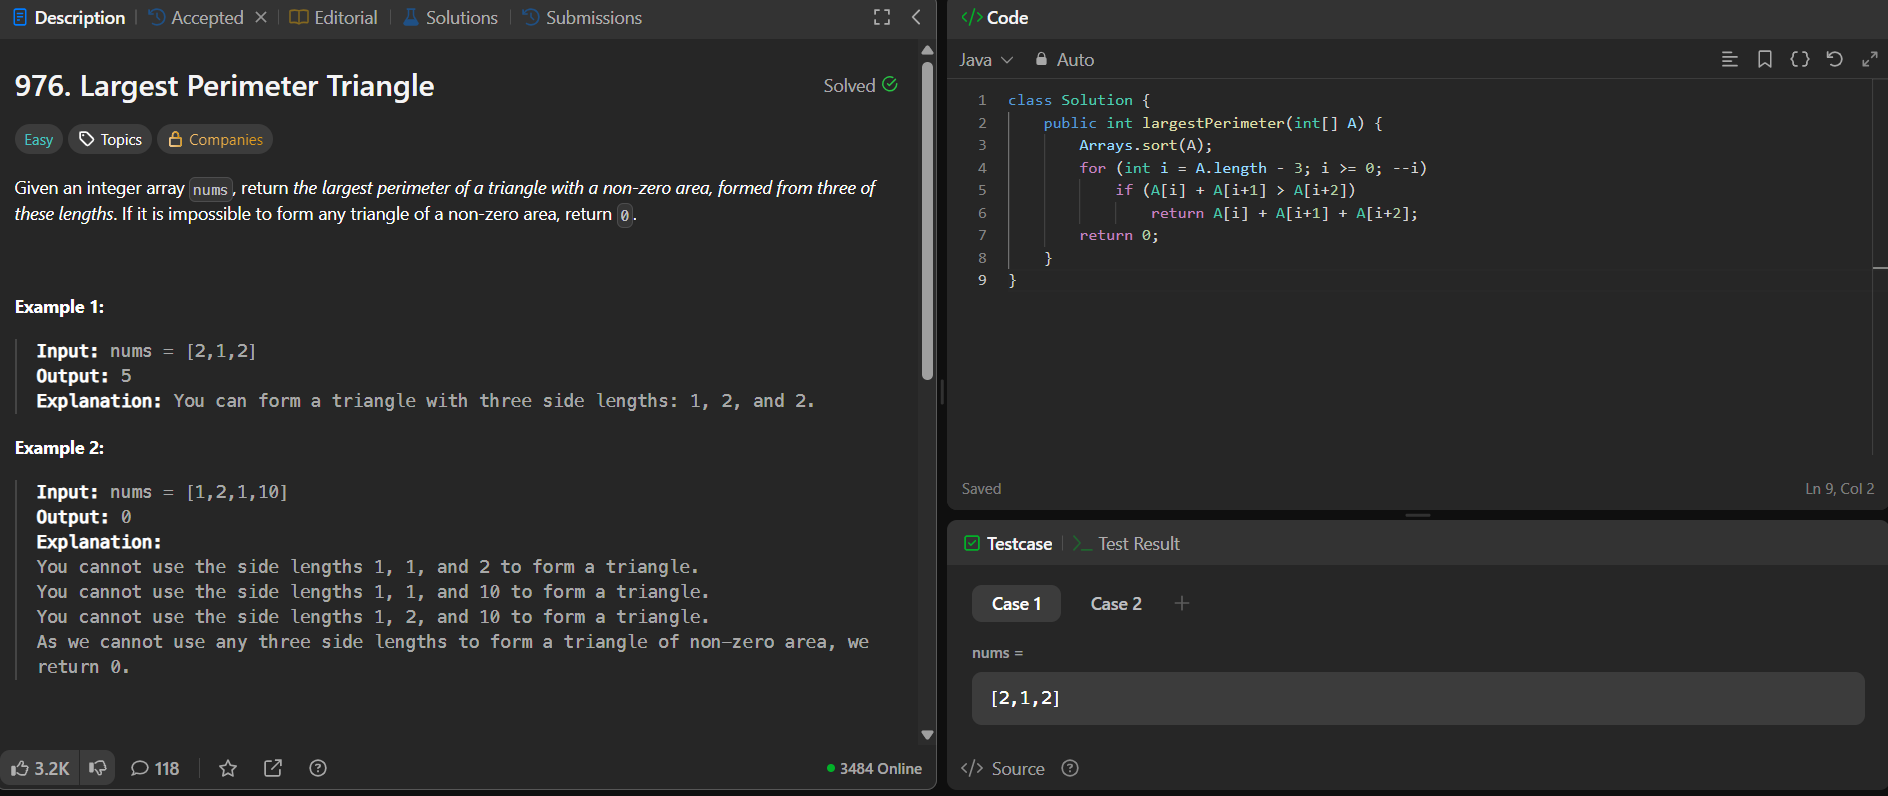 Description
Accepted
Editorial
Solutions
Submissions
976. Largest Perimeter Triangle
Solved
Easy
Topics
Companies
Given an integer array nums, return the largest perimeter of a triangle with a non-zero area, formed from three of
these lengths. If it is impossible to form any triangle of a non-zero area, return 0.
Example 1:
Input: nums = [2,1,2]
Output: 5
Explanation: You can form a triangle with three side lengths: 1, 2, and 2.
Example 2:
Input: nums = [1,2,1,10]
Output: 0
Explanation:
You cannot use the side lengths 1, 1, and 2 to form a triangle.
You cannot use the side lengths 1, 1, and 10 to form a triangle.
You cannot use the side lengths 1, 2, and 10 to form a triangle.
As we cannot use any three side lengths to form a triangle of non-zero area, we
return 0.
3.2K
118
3484 Online
</> Code
Java
Auto
1 class Solution {
2     public int largestPerimeter(int[] A) {
3         Arrays.sort(A);
4         for (int i = A.length - 3; i >= 0; --i)
5             if (A[i] + A[i+1] > A[i+2])
6                 return A[i] + A[i+1] + A[i+2];
7         return 0;
8     }
9 }
Saved
Ln 9, Col 2
Testcase
>_ Test Result
Case 1
Case 2
+
nums =
[2,1,2]
</> Source